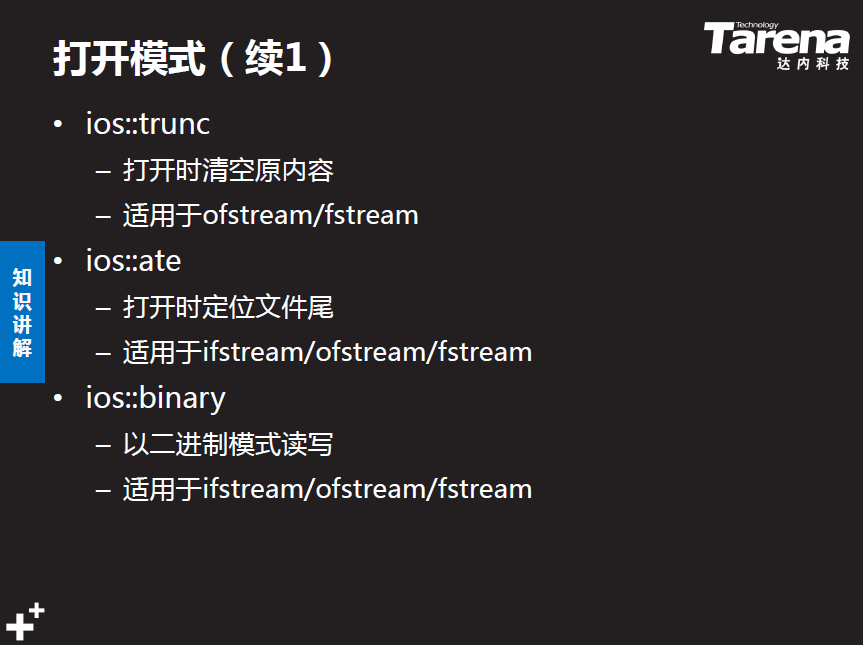 打开模式（续1）
Technology
Tarena
达内科技
• ios::trunc
– 打开时清空原内容
– 适用于ofstream/fstream
• ios::ate
– 打开时定位文件尾
– 适用于ifstream/ofstream/fstream
• ios::binary
– 以二进制模式读写
– 适用于ifstream/ofstream/fstream
知识讲解